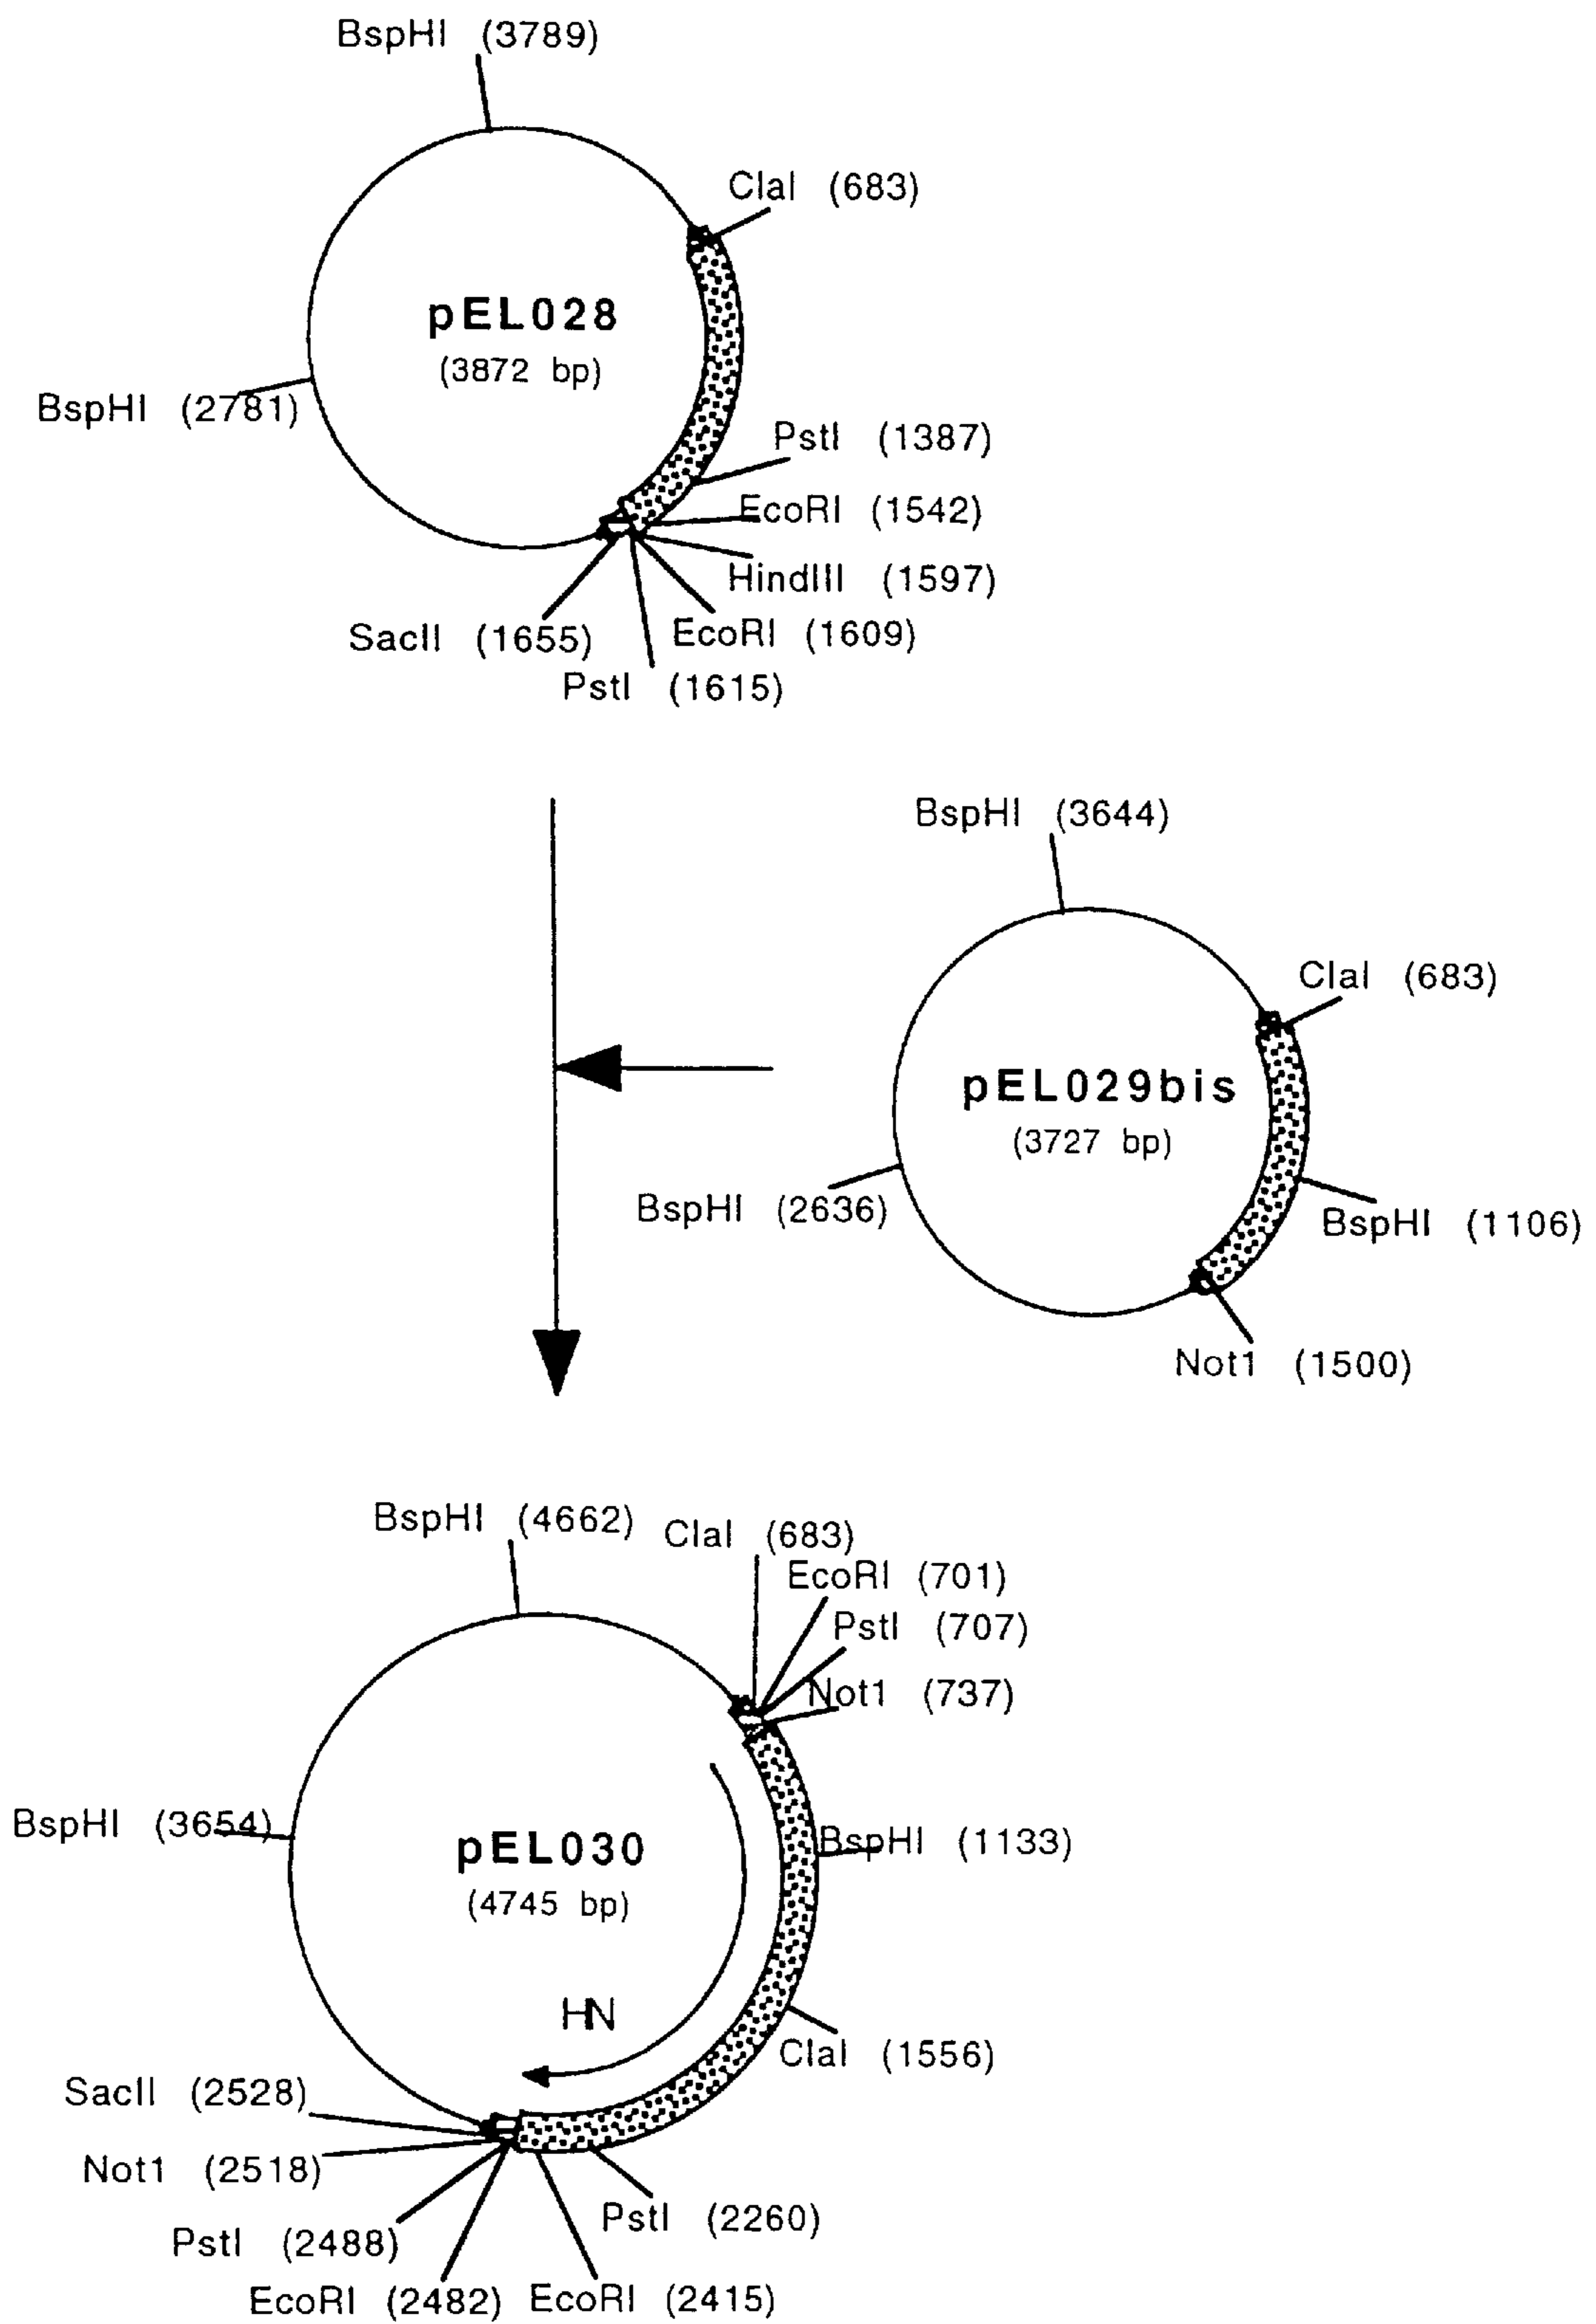 BspHI (3789)
ClaI (683)
pEL028
(3872 bp)
BspHI (2781)
PstI (1387)
EcoRI (1542)
HindIII (1597)
SacII (1655)
EcoRI (1609)
PstI (1615)
BspHI (3644)
ClaI (683)
pEL029bis
(3727 bp)
BspHI (2636)
BspHI (1106)
Not1 (1500)
BspHI (4662)
ClaI (683)
EcoRI (701)
PstI (707)
Not1 (737)
BspHI (3654)
pEL030
(4745 bp)
BspHI (1133)
HN
ClaI (1556)
SacII (2528)
Not1 (2518)
PstI (2260)
PstI (2488)
EcoRI (2482)
EcoRI (2415)